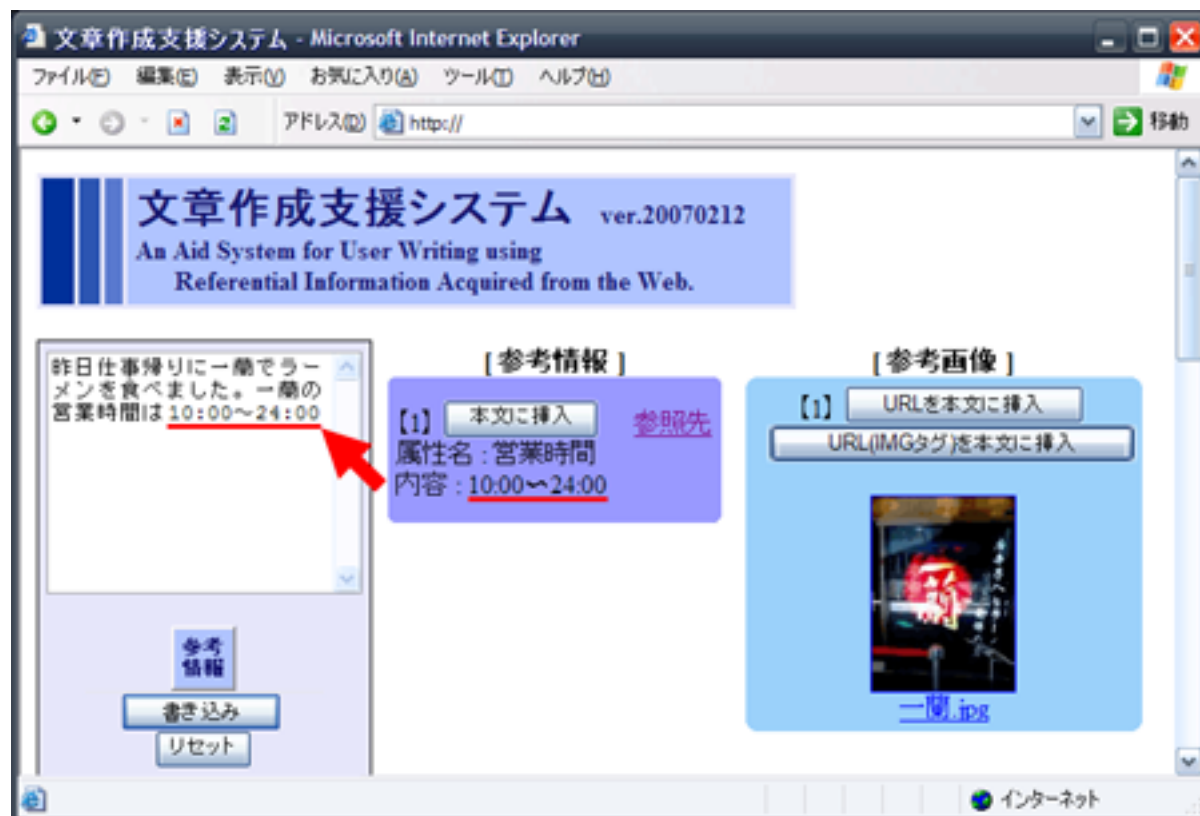 文章作成支援システム - Microsoft Internet Explorer
ファイル(F) 編集(E) 表示(V) お気に入り(A) ツール(T) ヘルプ(H)
アドレス(D) http:// 移動
文章作成支援システム ver.20070212
An Aid System for User Writing using
Referential Information Acquired from the Web.
昨日仕事帰りに一蘭でラー
メンを食べました。一蘭の
営業時間は10:00～24:00
参考
情報
書き込み
リセット
[ 参考情報 ]
【1】 本文に挿入 参照先
属性名 : 営業時間
内容 : 10:00～24:00
[ 参考画像 ]
【1】 URLを本文に挿入
URL(IMGタグ)を本文に挿入
一蘭
一蘭.jpg
インターネット